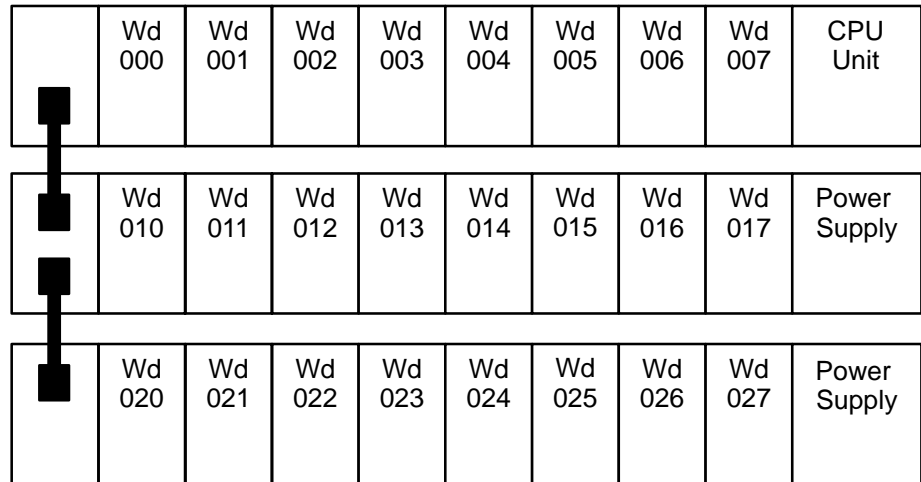 Wd Wd Wd Wd Wd Wd Wd Wd CPU
000 001 002 003 004 005 006 007 Unit
Wd Wd Wd Wd Wd Wd Wd Wd Power
010 011 012 013 014 015 016 017 Supply
Wd Wd Wd Wd Wd Wd Wd Wd Power
020 021 022 023 024 025 026 027 Supply